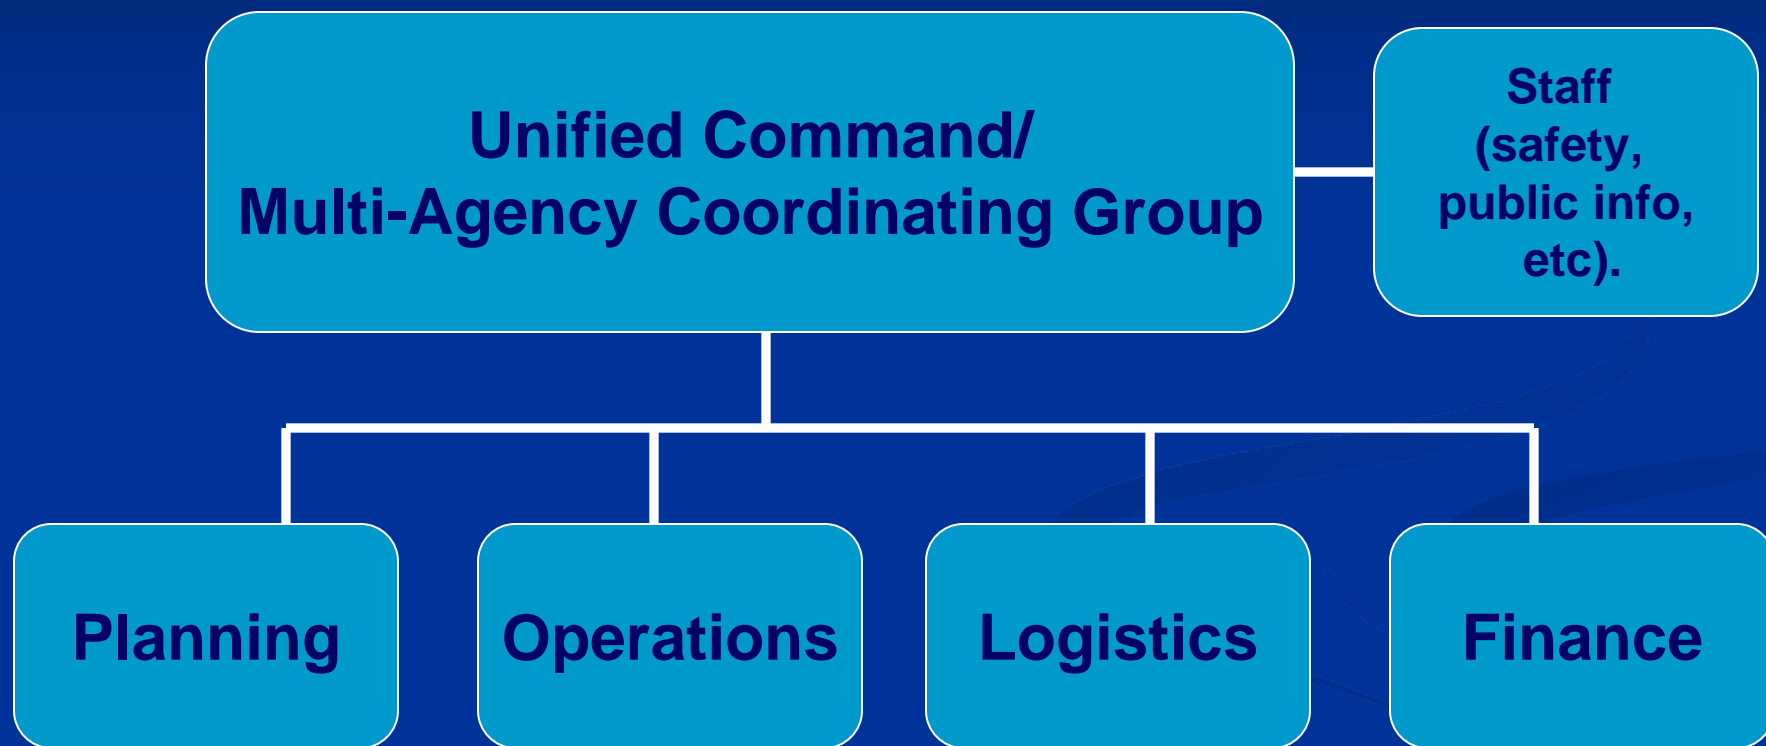 Unified Command/
Multi-Agency Coordinating Group
Staff
(safety,
public info,
etc).
Planning
Operations
Logistics
Finance